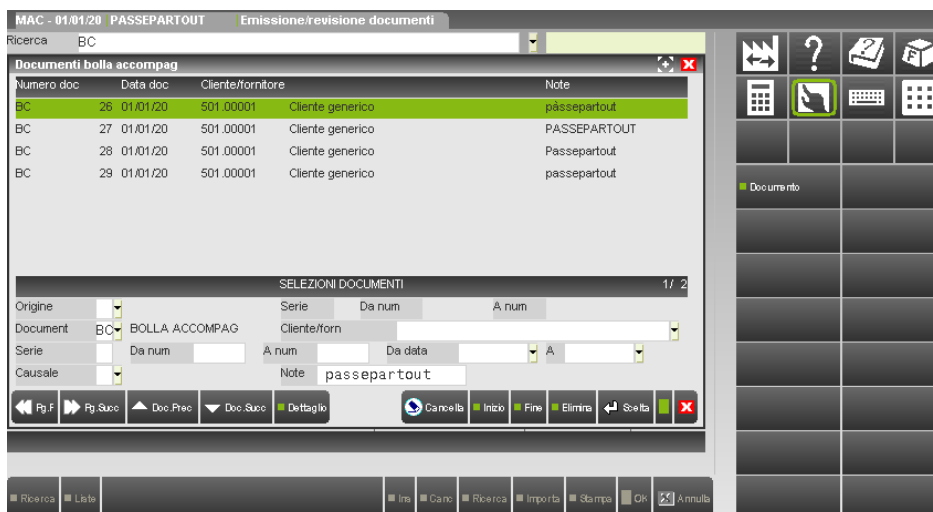 MAC - 01/01/20 PASSEPARTOUT Emissione/revisione documenti
Ricerca BC
Documenti bolla accompag
Numero doc Data doc Cliente/fornitore Note
BC 26 01/01/20 501.00001 Cliente generico pàssepartout
BC 27 01/01/20 501.00001 Cliente generico PASSEPARTOUT
BC 28 01/01/20 501.00001 Cliente generico Passepartout
BC 29 01/01/20 501.00001 Cliente generico passepartout
Documento
SELEZIONI DOCUMENTI 1/ 2
Origine Serie Da num A num
Document BC BOLLA ACCOMPAG Cliente/forn
Serie Da num A num Da data A
Causale Note passepartout
Pg.F Pg.Succ Doc.Prec Doc.Succ Dettaglio Cancella Inizio Fine Elimina Scelta
Ricerca Liste Ins Canc Ricerca Importa Stampa Ok Annulla